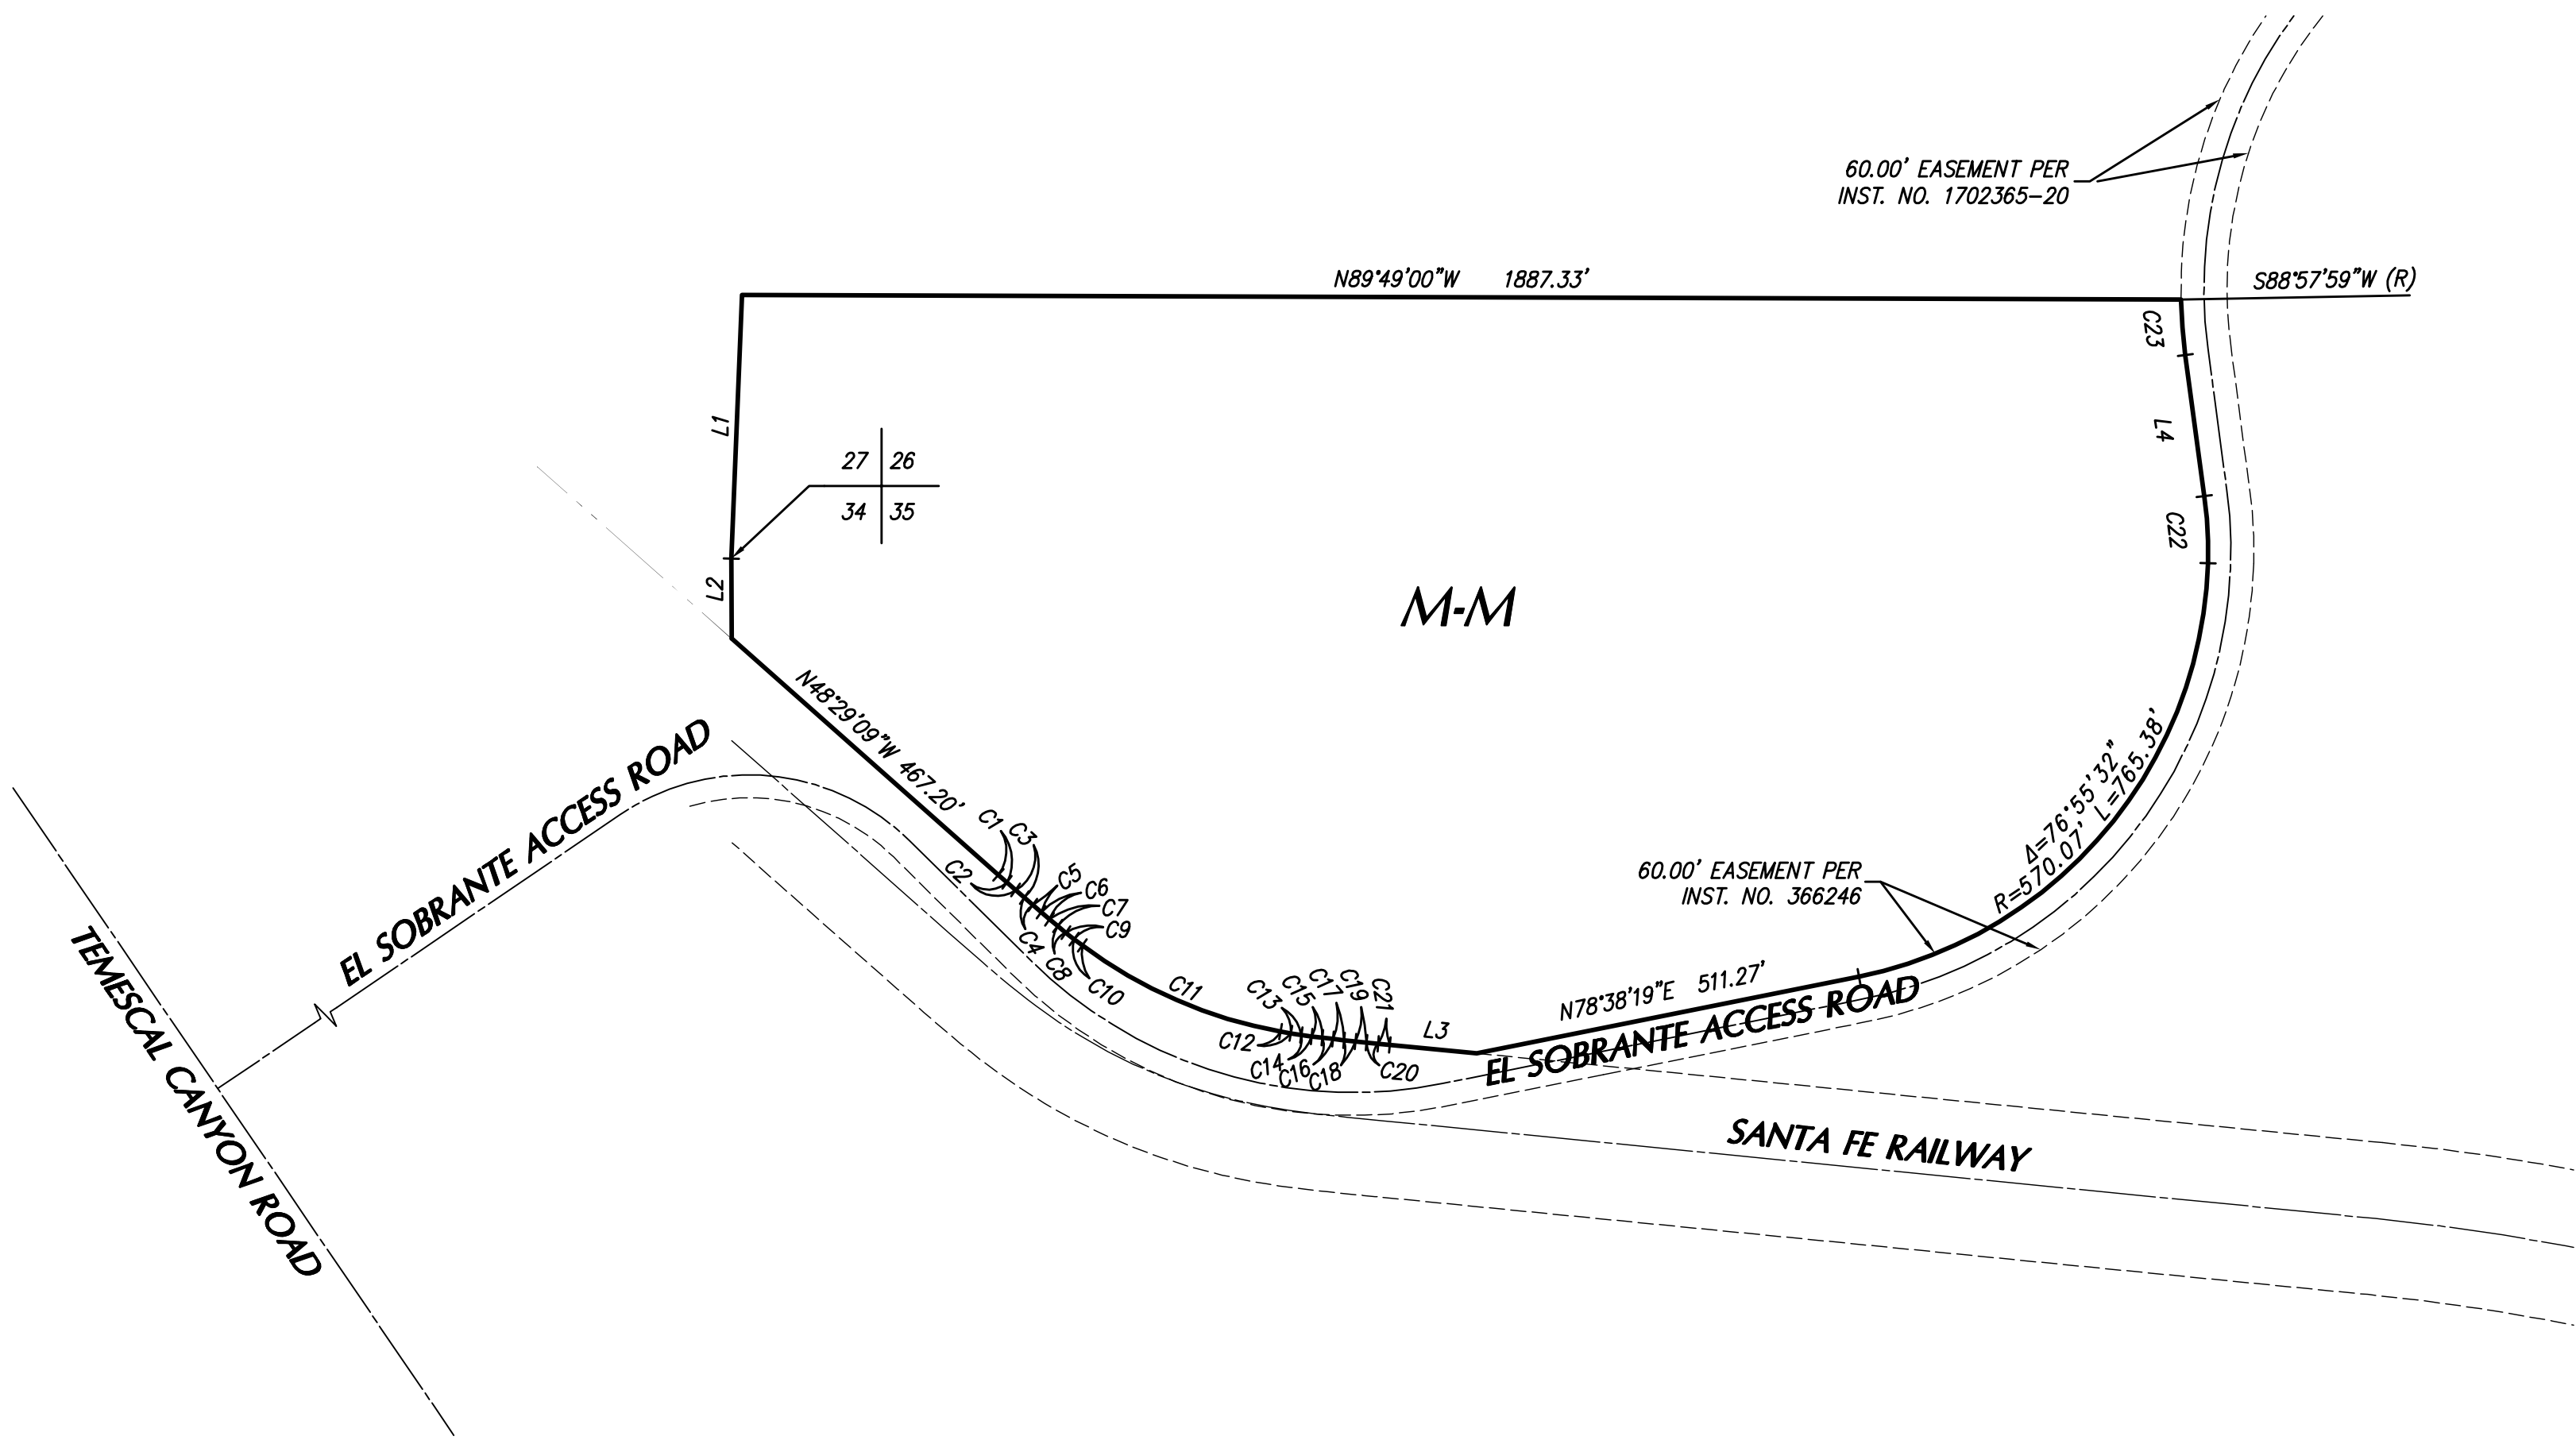 60.00' EASEMENT PER
INST. NO. 1702365-20
N89°49'00"W 1887.33'
S88°57'59"W (R)
C23
L1
L4
27 26
34 35
C22
L2
M-M
N48°29'09"W 467.20'
EL SOBRANTE ACCESS ROAD
Δ=76°55'32"
R=570.07' L=765.38'
C1
C3
C2
C5
C6
C7
C9
C4
C8
C10
60.00' EASEMENT PER
INST. NO. 366246
TEMESCAL CANYON ROAD
C11
C13
C15
C17
C19
C21
N78°38'19"E 511.27'
L3
C12
C14
C16
C18
C20
EL SOBRANTE ACCESS ROAD
SANTA FE RAILWAY